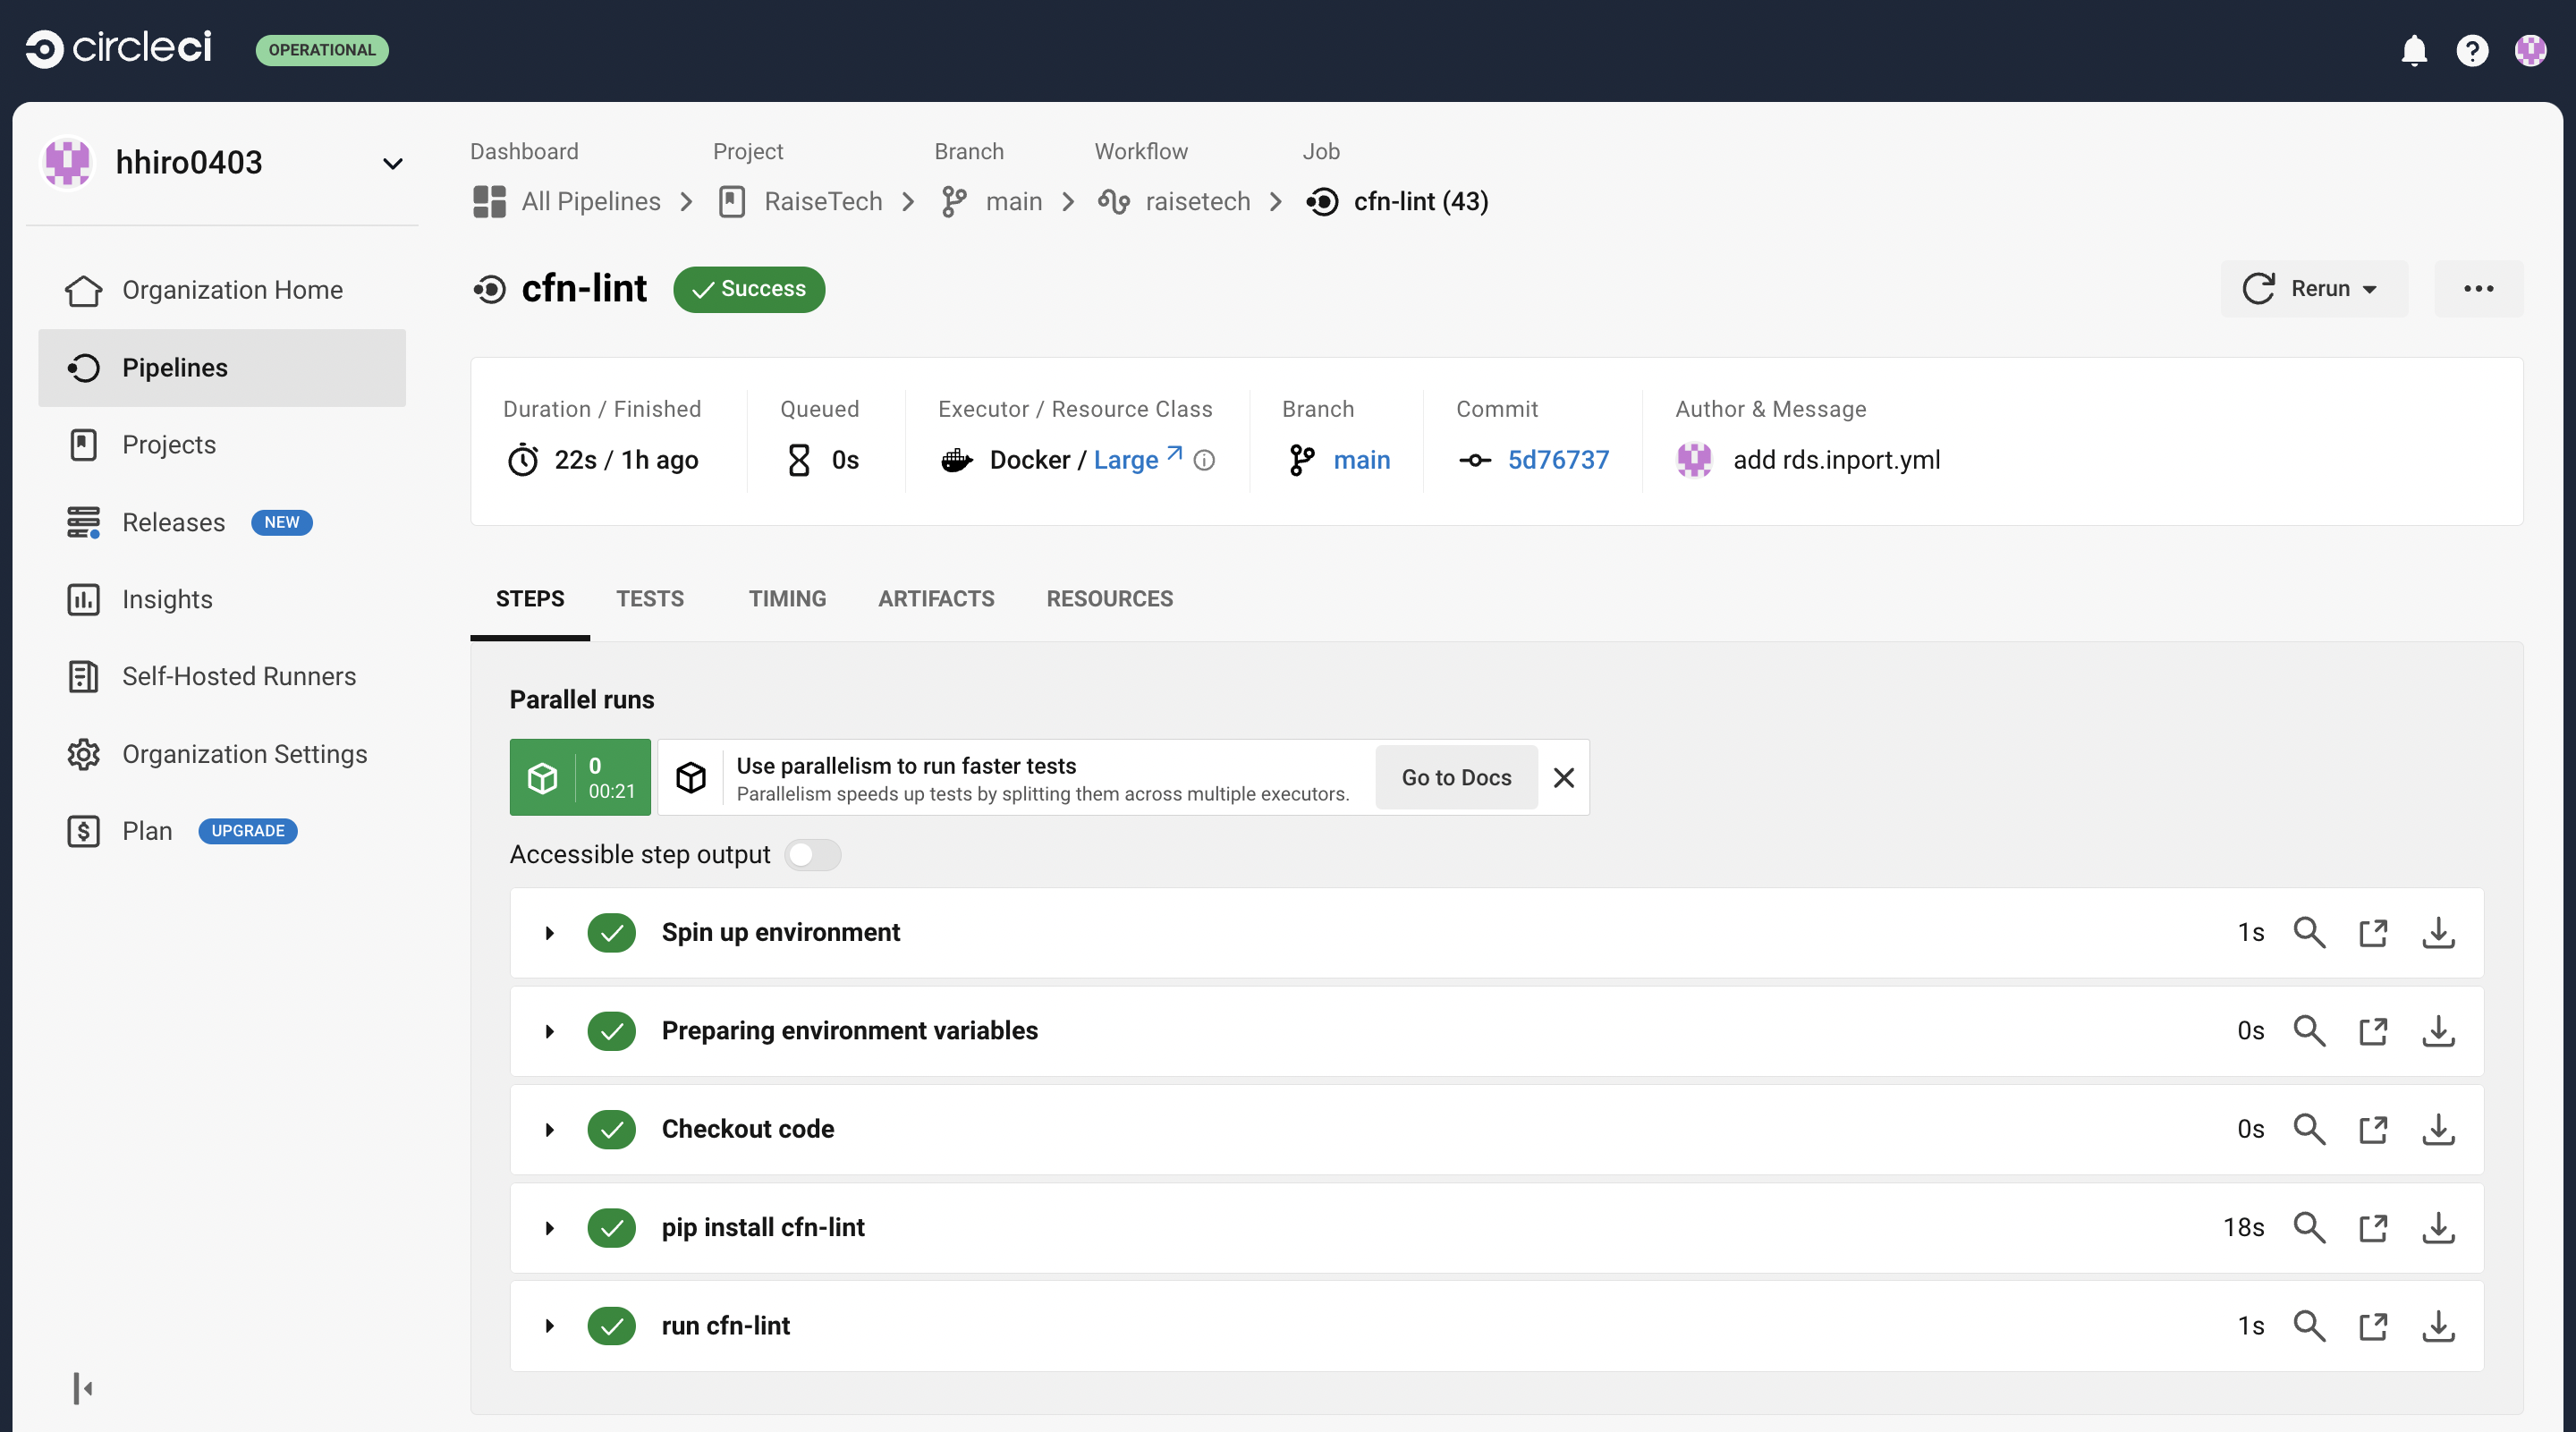 circleci
OPERATIONAL
hhiro0403
Organization Home
Pipelines
Projects
Releases NEW
Insights
Self-Hosted Runners
Organization Settings
Plan UPGRADE
Dashboard Project Branch Workflow Job
All Pipelines RaiseTech main raisetech cfn-lint (43)
cfn-lint Success
Rerun
Duration / Finished Queued Executor / Resource Class Branch Commit Author & Message
22s / 1h ago 0s Docker / Large main 5d76737 add rds.inport.yml
STEPS TESTS TIMING ARTIFACTS RESOURCES
Parallel runs
0
00:21
Use parallelism to run faster tests
Parallelism speeds up tests by splitting them across multiple executors.
Go to Docs
Accessible step output
Spin up environment 1s
Preparing environment variables 0s
Checkout code 0s
pip install cfn-lint 18s
run cfn-lint 1s